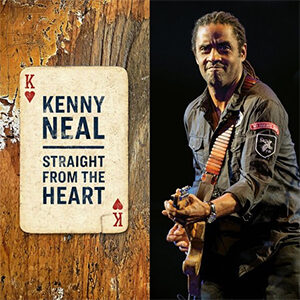 K
KENNY
NEAL
STRAIGHT
FROM THE
HEART
K